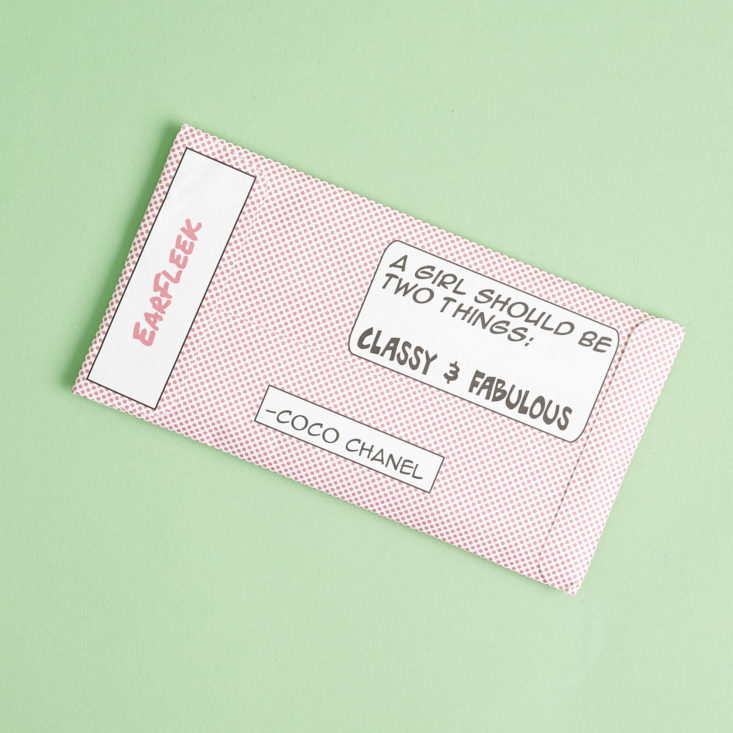 EARFLEEK
A GIRL SHOULD BE
TWO THINGS;
CLASSY & FABULOUS
-COCO CHANEL